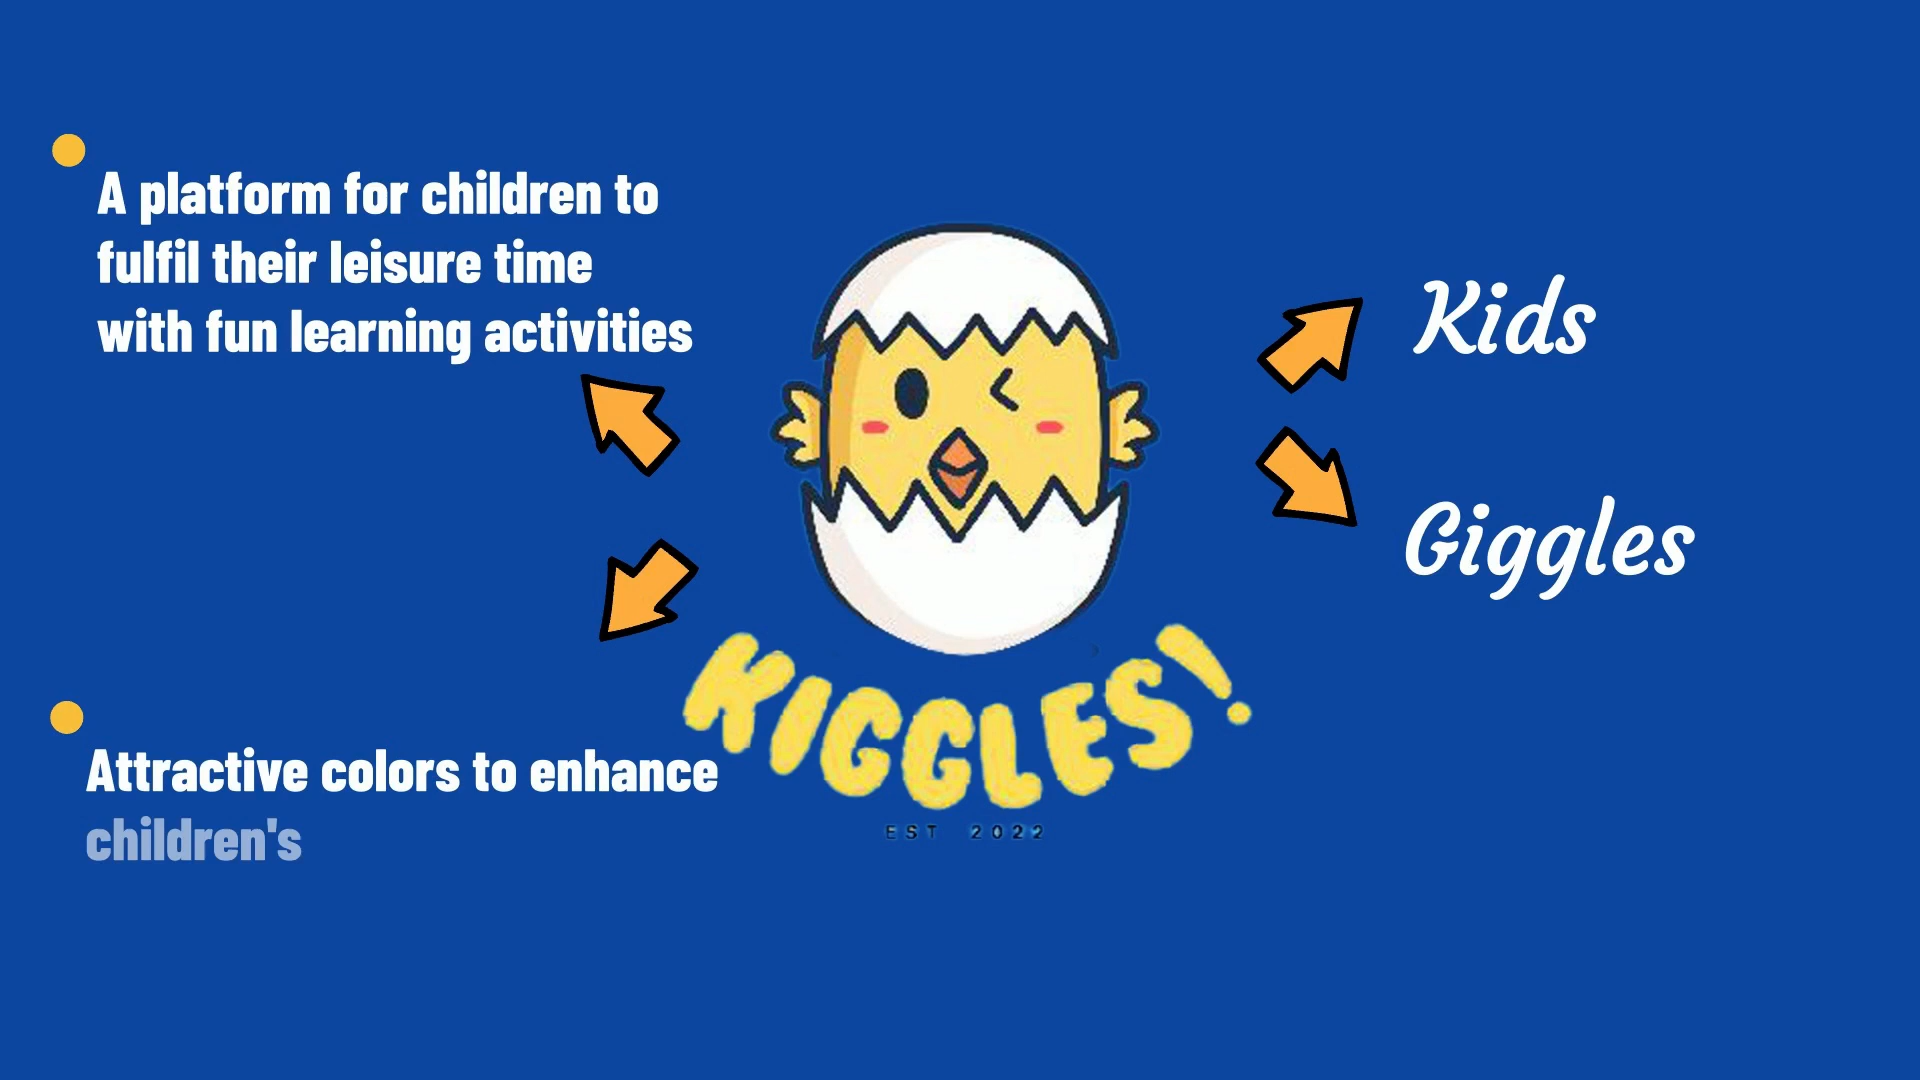 A platform for children to
fulfil their leisure time
with fun learning activities
Attractive colors to enhance
children's
KIGGLES!
EST 2022
Kids
Giggles